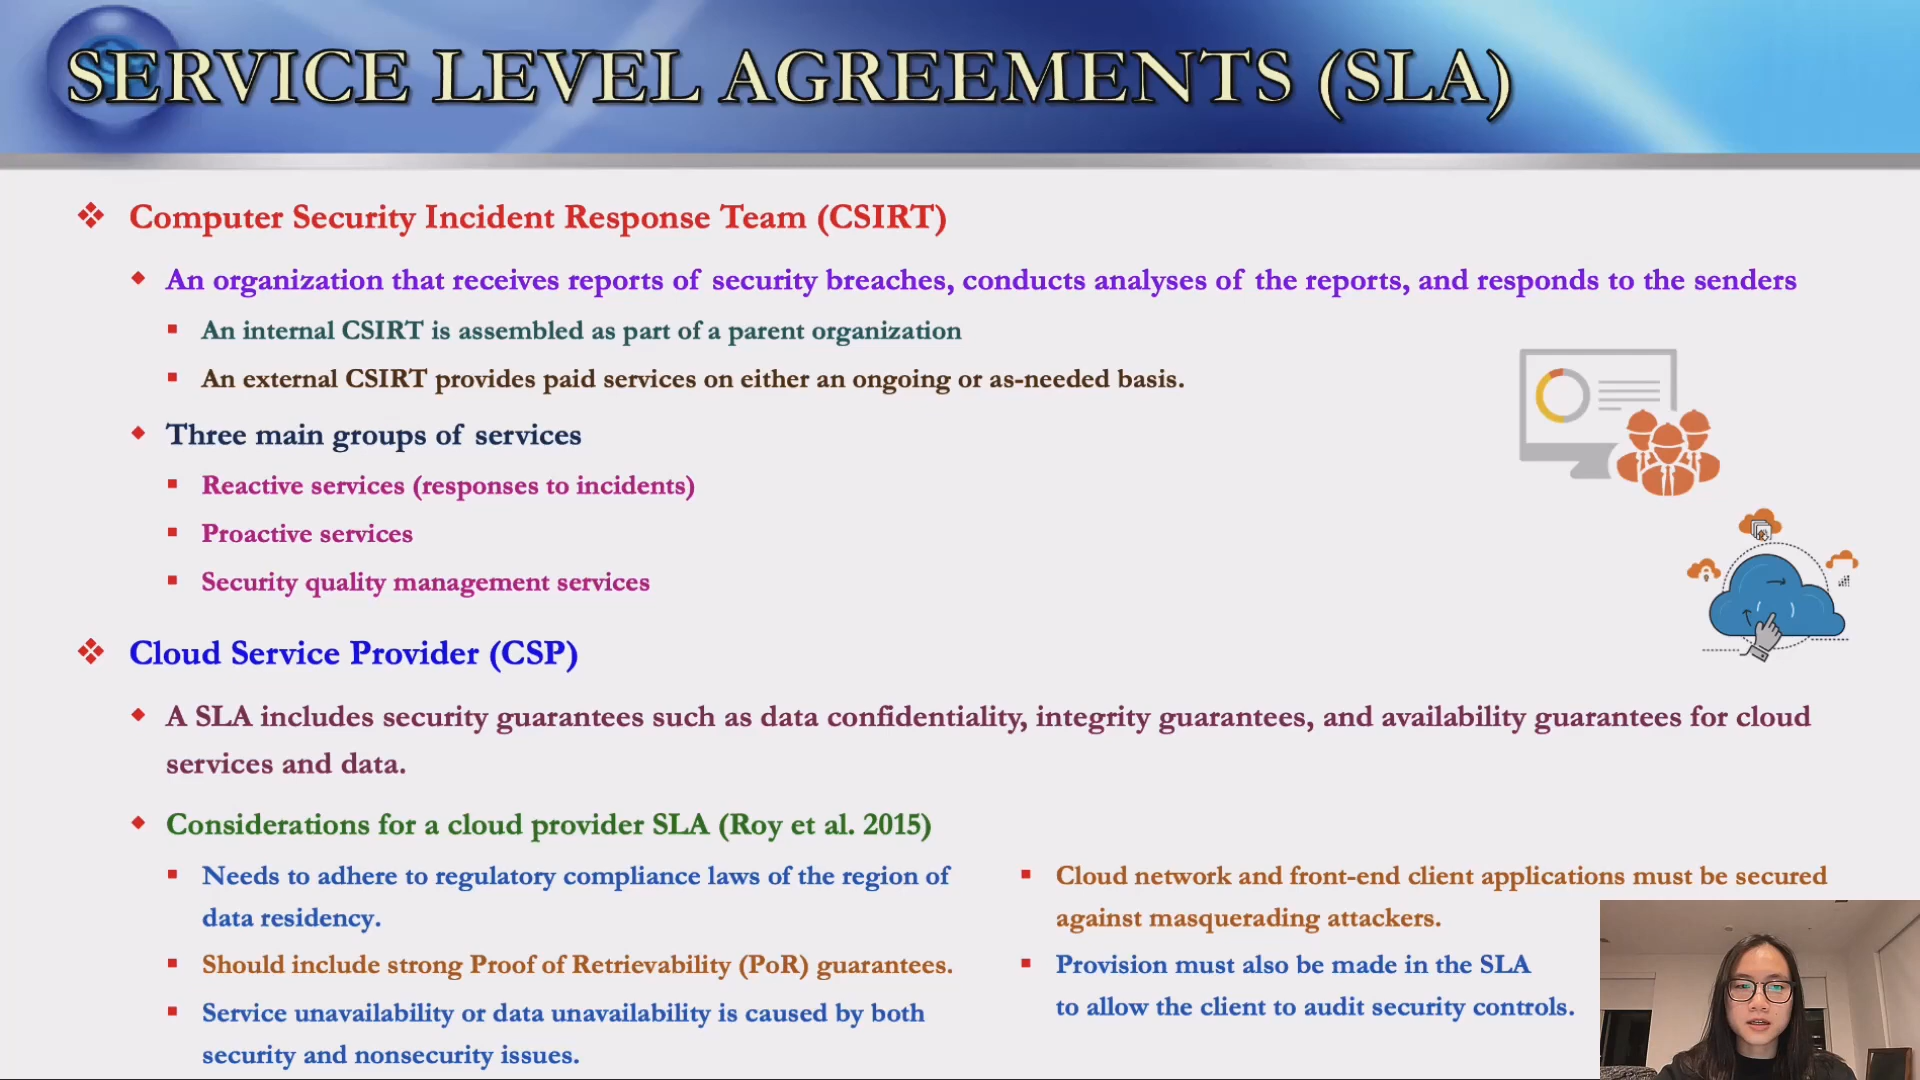 SERVICE LEVEL AGREEMENTS (SLA)
Computer Security Incident Response Team (CSIRT)
An organization that receives reports of security breaches, conducts analyses of the reports, and responds to the senders
An internal CSIRT is assembled as part of a parent organization
An external CSIRT provides paid services on either an ongoing or as-needed basis.
Three main groups of services
Reactive services (responses to incidents)
Proactive services
Security quality management services
Cloud Service Provider (CSP)
A SLA includes security guarantees such as data confidentiality, integrity guarantees, and availability guarantees for cloud
services and data.
Considerations for a cloud provider SLA (Roy et al. 2015)
Needs to adhere to regulatory compliance laws of the region of
data residency.
Should include strong Proof of Retrievability (PoR) guarantees.
Service unavailability or data unavailability is caused by both
security and nonsecurity issues.
Cloud network and front-end client applications must be secured
against masquerading attackers.
Provision must also be made in the SLA
to allow the client to audit security controls.